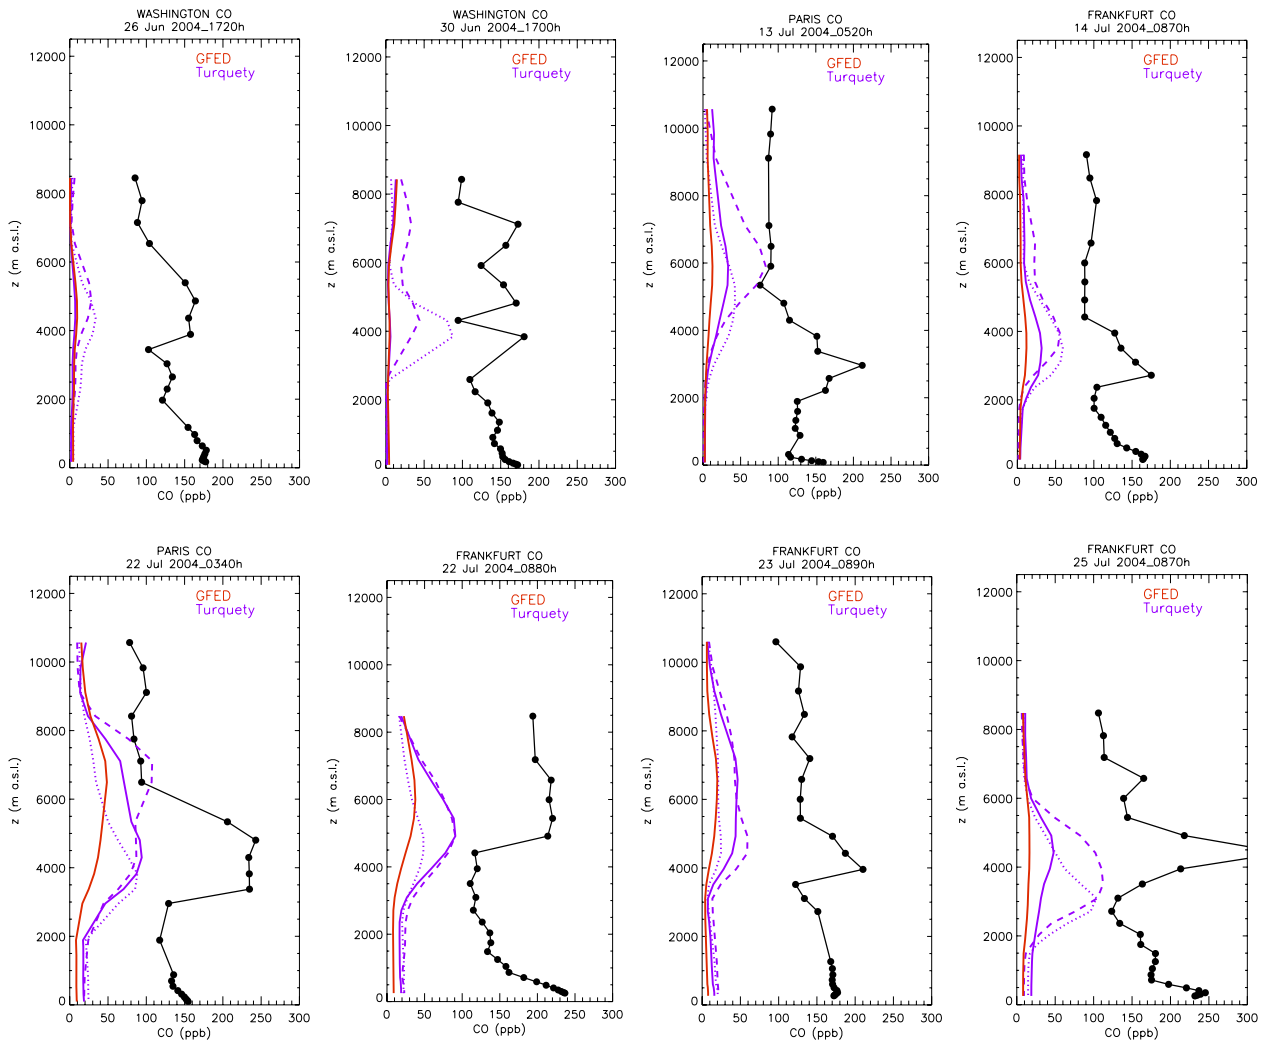 WASHINGTON CO
26 Jun 2004_1720h
12000
10000
8000
6000
4000
2000
0
z (m a.s.l.)
GFED
Turquety
0 50 100 150 200 250 300
CO (ppb)
WASHINGTON CO
30 Jun 2004_1700h
12000
10000
8000
6000
4000
2000
0
z (m a.s.l.)
GFED
Turquety
0 50 100 150 200 250 300
CO (ppb)
PARIS CO
13 Jul 2004_0520h
12000
10000
8000
6000
4000
2000
0
z (m a.s.l.)
GFED
Turquety
0 50 100 150 200 250 300
CO (ppb)
FRANKFURT CO
14 Jul 2004_0870h
12000
10000
8000
6000
4000
2000
0
z (m a.s.l.)
GFED
Turquety
0 50 100 150 200 250 300
CO (ppb)
PARIS CO
22 Jul 2004_0340h
12000
10000
8000
6000
4000
2000
0
z (m a.s.l.)
GFED
Turquety
0 50 100 150 200 250 300
CO (ppb)
FRANKFURT CO
22 Jul 2004_0880h
12000
10000
8000
6000
4000
2000
0
z (m a.s.l.)
GFED
Turquety
0 50 100 150 200 250 300
CO (ppb)
FRANKFURT CO
23 Jul 2004_0890h
12000
10000
8000
6000
4000
2000
0
z (m a.s.l.)
GFED
Turquety
0 50 100 150 200 250 300
CO (ppb)
FRANKFURT CO
25 Jul 2004_0870h
12000
10000
8000
6000
4000
2000
0
z (m a.s.l.)
GFED
Turquety
0 50 100 150 200 250 300
CO (ppb)